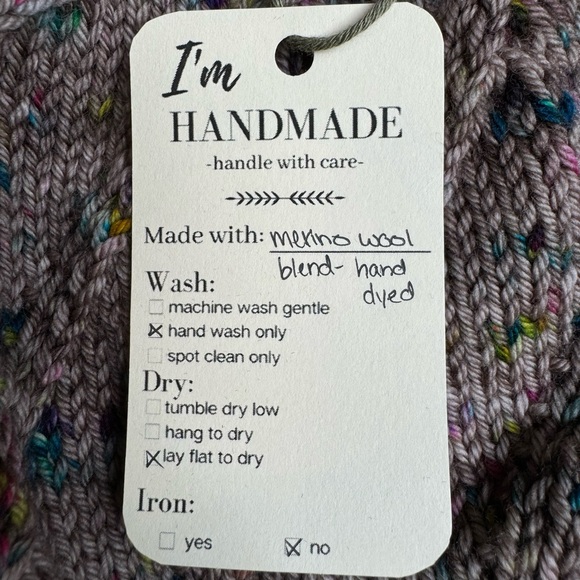 I'm
HANDMADE
-handle with care-
Made with: merino wool
blend- hand
dyed
Wash:
machine wash gentle
hand wash only
spot clean only
Dry:
tumble dry low
hang to dry
lay flat to dry
Iron:
yes no